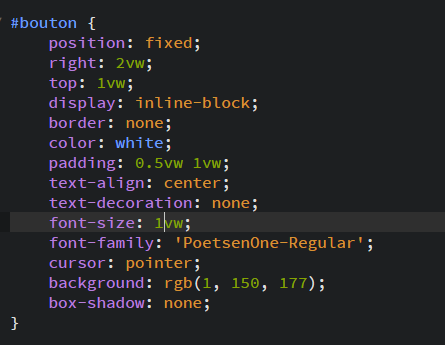 #bouton {
position: fixed;
right: 2vw;
top: 1vw;
display: inline-block;
border: none;
color: white;
padding: 0.5vw 1vw;
text-align: center;
text-decoration: none;
font-size: 1vw;
font-family: 'PoetsenOne-Regular';
cursor: pointer;
background: rgb(1, 150, 177);
box-shadow: none;
}